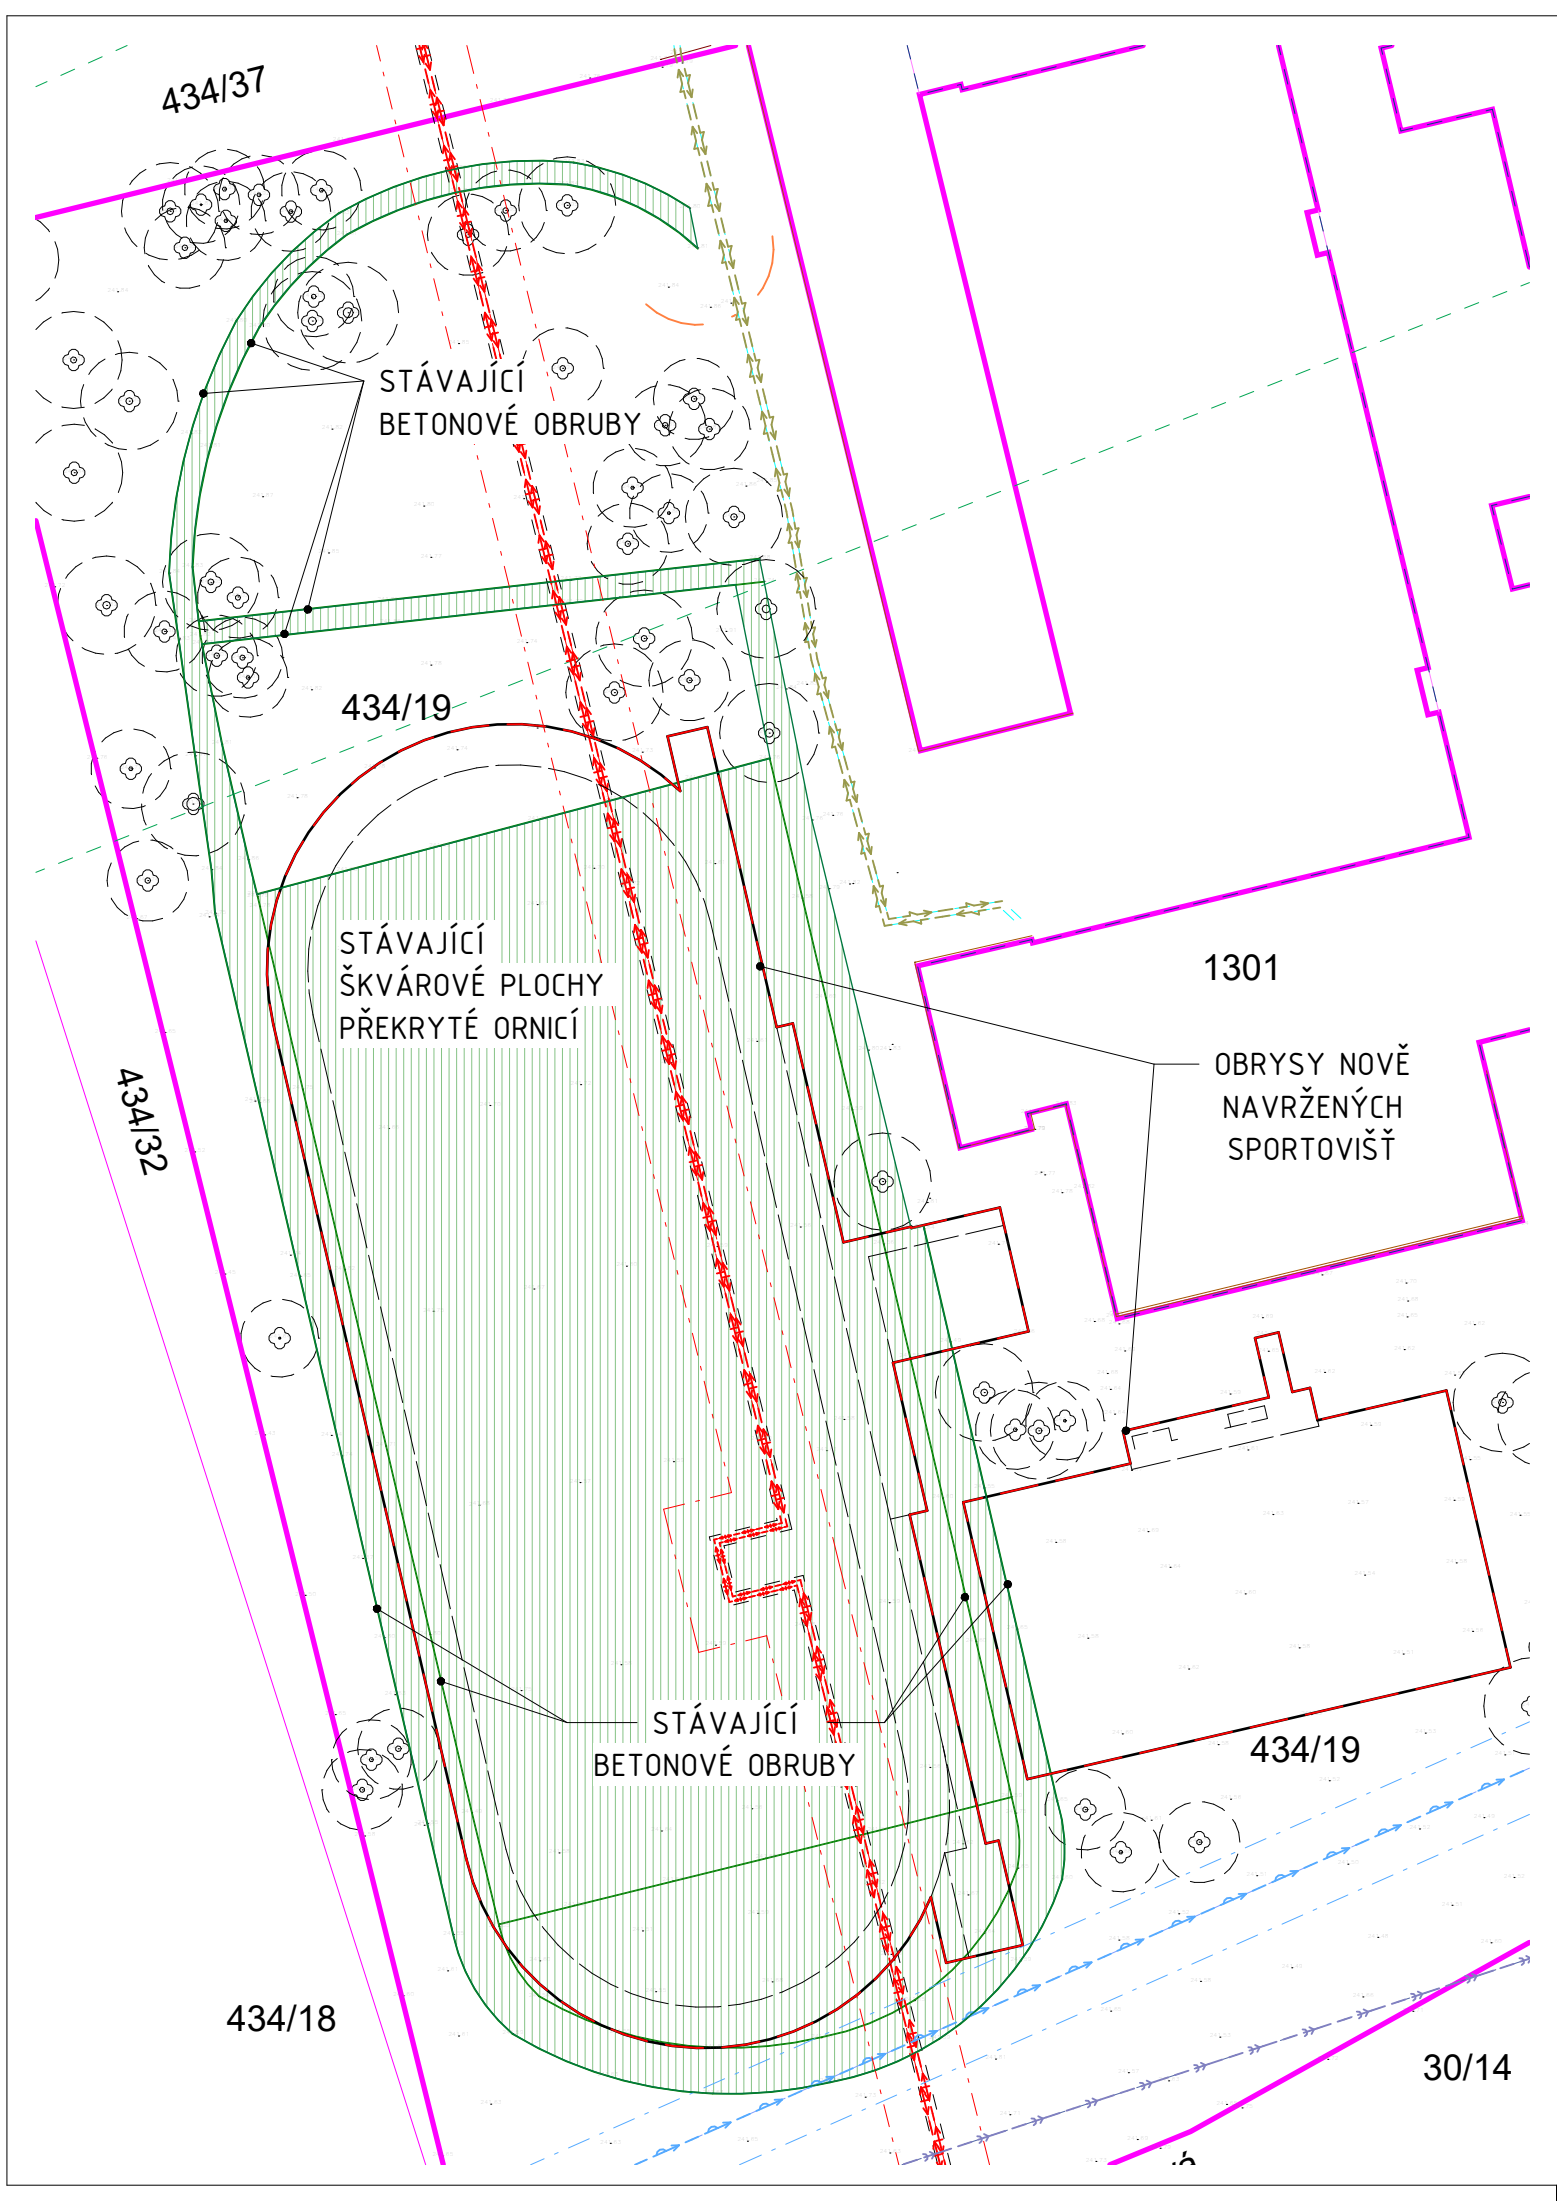 434/37
STÁVAJÍCÍ
BETONOVÉ OBRUBY
434/19
STÁVAJÍCÍ
ŠKVÁROVÉ PLOCHY
PŘEKRYTÉ ORNICÍ
1301
OBRYSY NOVĚ
NAVRŽENÝCH
SPORTOVIŠŤ
434/32
STÁVAJÍCÍ
BETONOVÉ OBRUBY
434/19
434/18
30/14